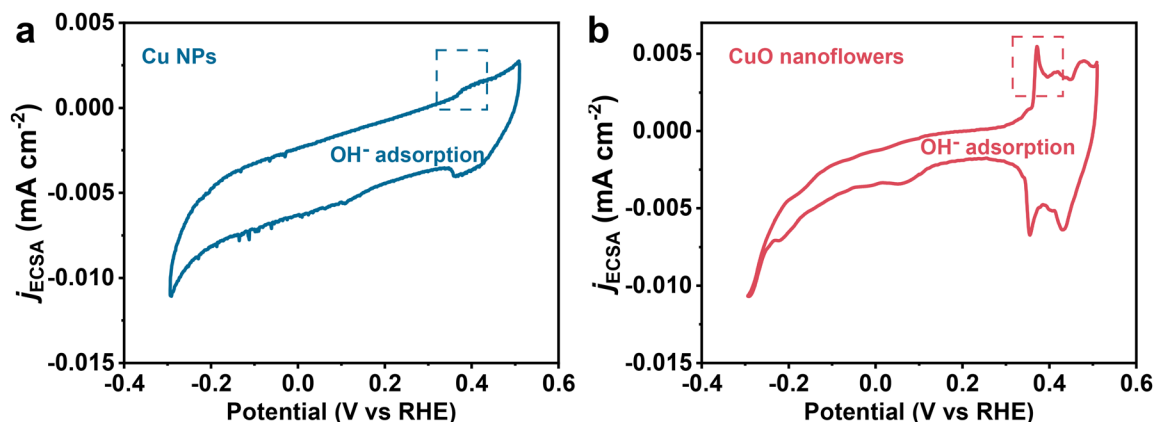 a
Cu NPs
OH⁻ adsorption
0.005
0.000
-0.005
-0.010
-0.015
j_ECSA (mA cm⁻²)
-0.4 -0.2 0.0 0.2 0.4 0.6
Potential (V vs RHE)
b
CuO nanoflowers
OH⁻ adsorption
0.005
0.000
-0.005
-0.010
-0.015
j_ECSA (mA cm⁻²)
-0.4 -0.2 0.0 0.2 0.4 0.6
Potential (V vs RHE)